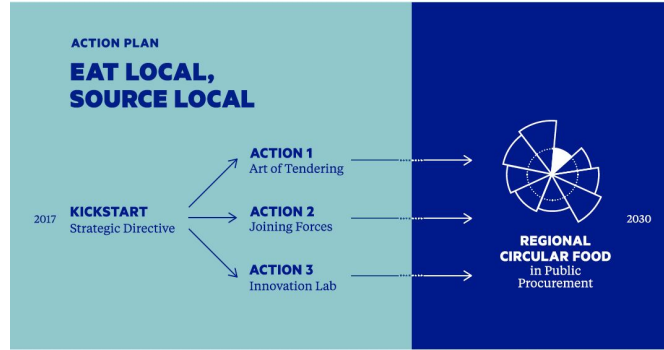 ACTION PLAN
EAT LOCAL,
SOURCE LOCAL
2017
KICKSTART
Strategic Directive
ACTION 1
Art of Tendering
ACTION 2
Joining Forces
ACTION 3
Innovation Lab
2030
REGIONAL
CIRCULAR FOOD
in Public
Procurement